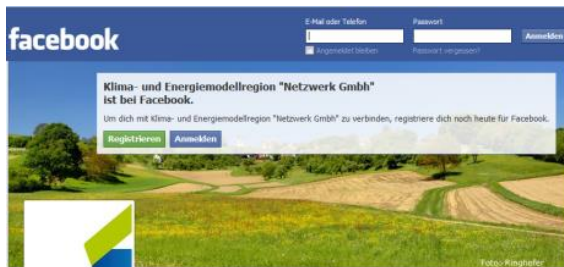 facebook
E-Mail oder Telefon
Passwort
Anmelden
Angemeldet bleiben
Passwort vergessen?
Klima- und Energiemodellregion "Netzwerk Gmbh"
ist bei Facebook.
Um dich mit Klima- und Energiemodellregion "Netzwerk Gmbh" zu verbinden, registriere dich noch heute für Facebook.
Registrieren
Anmelden
Foto: Ringhofer